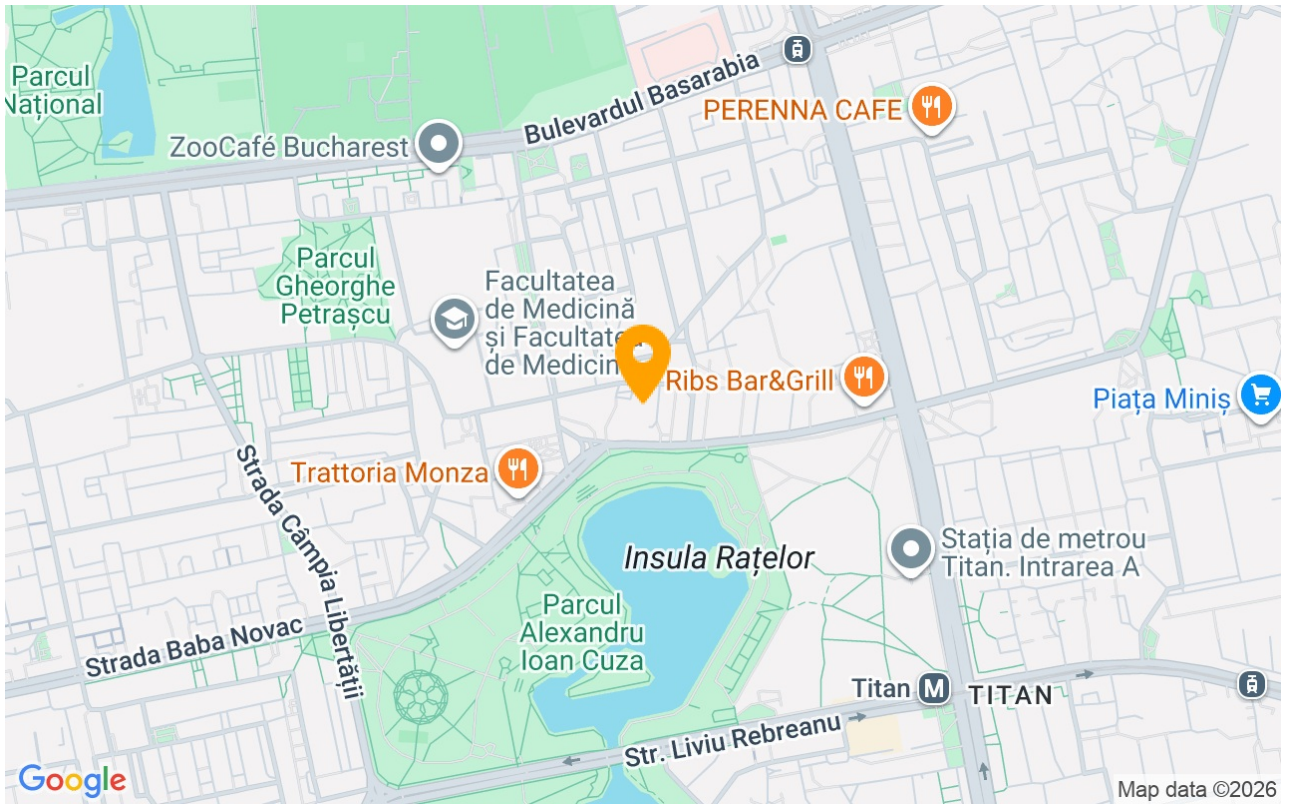 Parcul
Național
ZooCafé Bucharest
Bulevardul Basarabia
PERENNA CAFE
Parcul
Gheorghe
Petrașcu
Facultatea
de Medicină
și Facultatea
de Medicin
Ribs Bar&Grill
Piața Miniș
Trattoria Monza
Strada Câmpia Libertății
Insula Rațelor
Stația de metrou
Titan. Intrarea A
Parcul
Alexandru
Ioan Cuza
Strada Baba Novac
Titan M
TITAN
Str. Liviu Rebreanu
Google
Map data ©2026